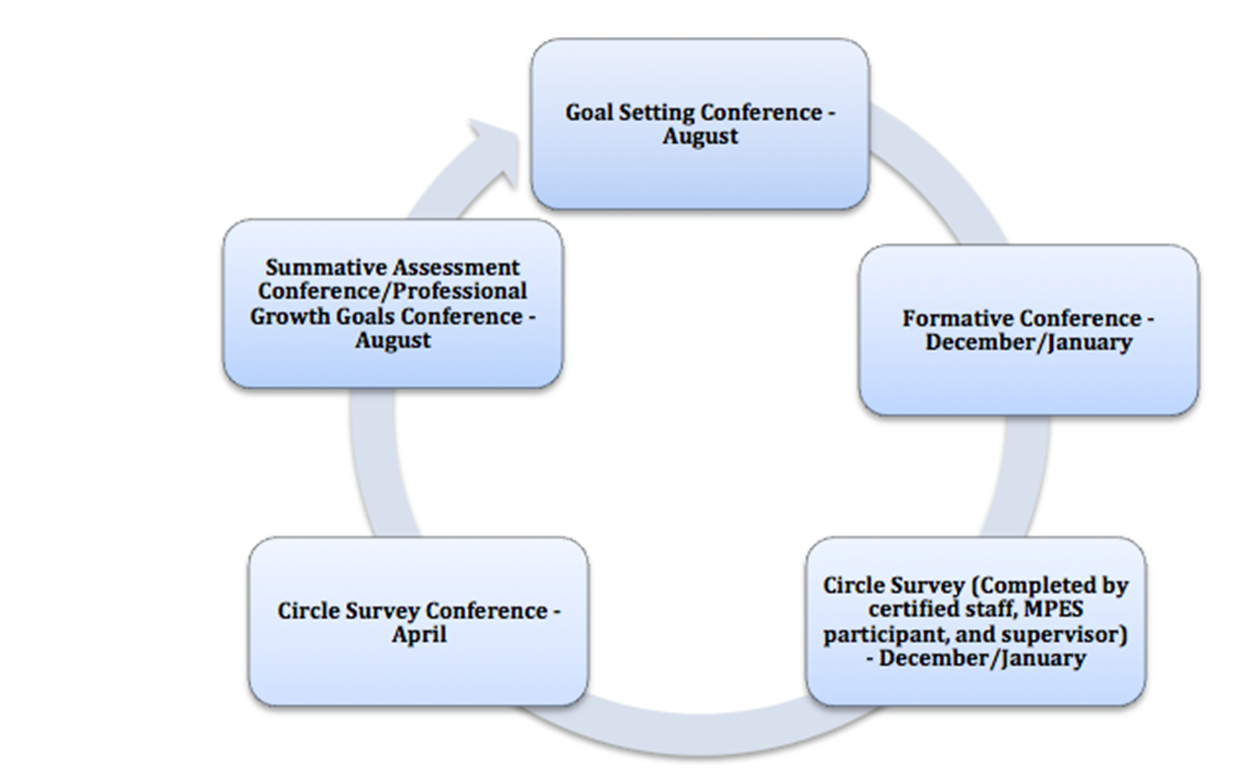 Goal Setting Conference -
August
Formative Conference -
December/January
Circle Survey (Completed by
certified staff, MPES
participant, and supervisor)
- December/January
Circle Survey Conference -
April
Summative Assessment
Conference/Professional
Growth Goals Conference -
August